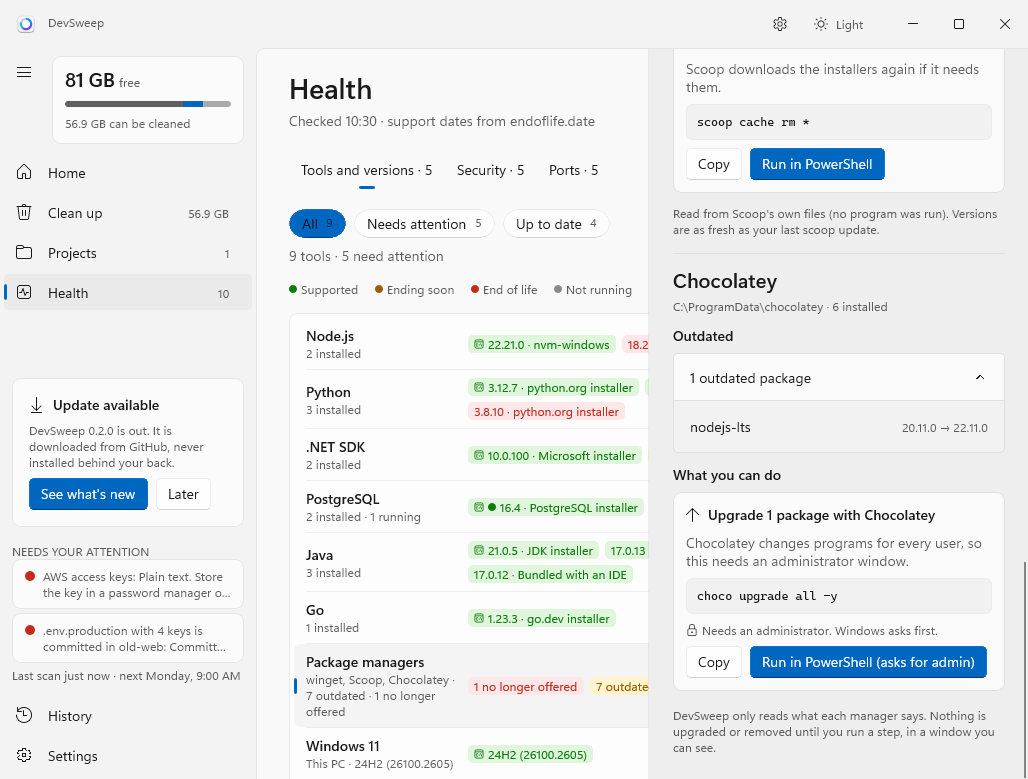 DevSweep
Light
81 GB free
56.9 GB can be cleaned
Home
Clean up 56.9 GB
Projects 1
Health 10
Update available
DevSweep 0.2.0 is out. It is
downloaded from GitHub, never
installed behind your back.
See what's new
Later
NEEDS YOUR ATTENTION
AWS access keys: Plain text. Store
the key in a password manager o...
.env.production with 4 keys is
committed in old-web: Committ...
Last scan just now · next Monday, 9:00 AM
History
Settings
Health
Checked 10:30 · support dates from endoflife.date
Tools and versions · 5 Security · 5 Ports · 5
All 9 Needs attention 5 Up to date 4
9 tools · 5 need attention
Supported Ending soon End of life Not running
Node.js
2 installed
22.21.0 · nvm-windows 18.2
Python
3 installed
3.12.7 · python.org installer
3.8.10 · python.org installer
.NET SDK
2 installed
10.0.100 · Microsoft installer
PostgreSQL
2 installed · 1 running
16.4 · PostgreSQL installer
Java
3 installed
21.0.5 · JDK installer 17.0.13
17.0.12 · Bundled with an IDE
Go
1 installed
1.23.3 · go.dev installer
Package managers
winget, Scoop, Chocolatey ·
7 outdated · 1 no longer
offered
1 no longer offered 7 outdate
Windows 11
This PC · 24H2 (26100.2605)
24H2 (26100.2605)
Scoop downloads the installers again if it needs
them.
scoop cache rm *
Copy Run in PowerShell
Read from Scoop's own files (no program was run). Versions
are as fresh as your last scoop update.
Chocolatey
C:\ProgramData\chocolatey · 6 installed
Outdated
1 outdated package
nodejs-lts 20.11.0 → 22.11.0
What you can do
Upgrade 1 package with Chocolatey
Chocolatey changes programs for every user, so
this needs an administrator window.
choco upgrade all -y
Needs an administrator. Windows asks first.
Copy Run in PowerShell (asks for admin)
DevSweep only reads what each manager says. Nothing is
upgraded or removed until you run a step, in a window you
can see.